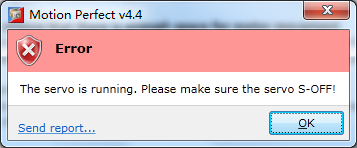 Motion Perfect v4.4
Error
The servo is running. Please make sure the servo S-OFF!
Send report...
OK